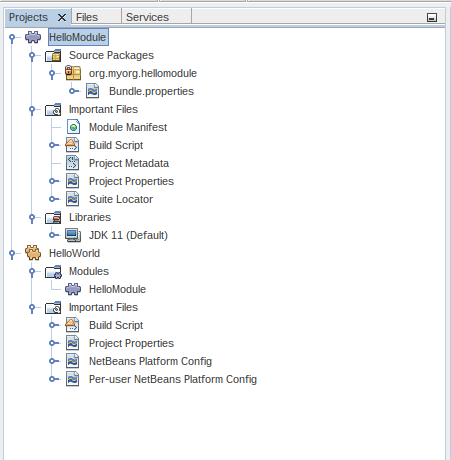 Projects Files Services
HelloModule
Source Packages
org.myorg.hellomodule
Bundle.properties
Important Files
Module Manifest
Build Script
Project Metadata
Project Properties
Suite Locator
Libraries
JDK 11 (Default)
HelloWorld
Modules
HelloModule
Important Files
Build Script
Project Properties
NetBeans Platform Config
Per-user NetBeans Platform Config